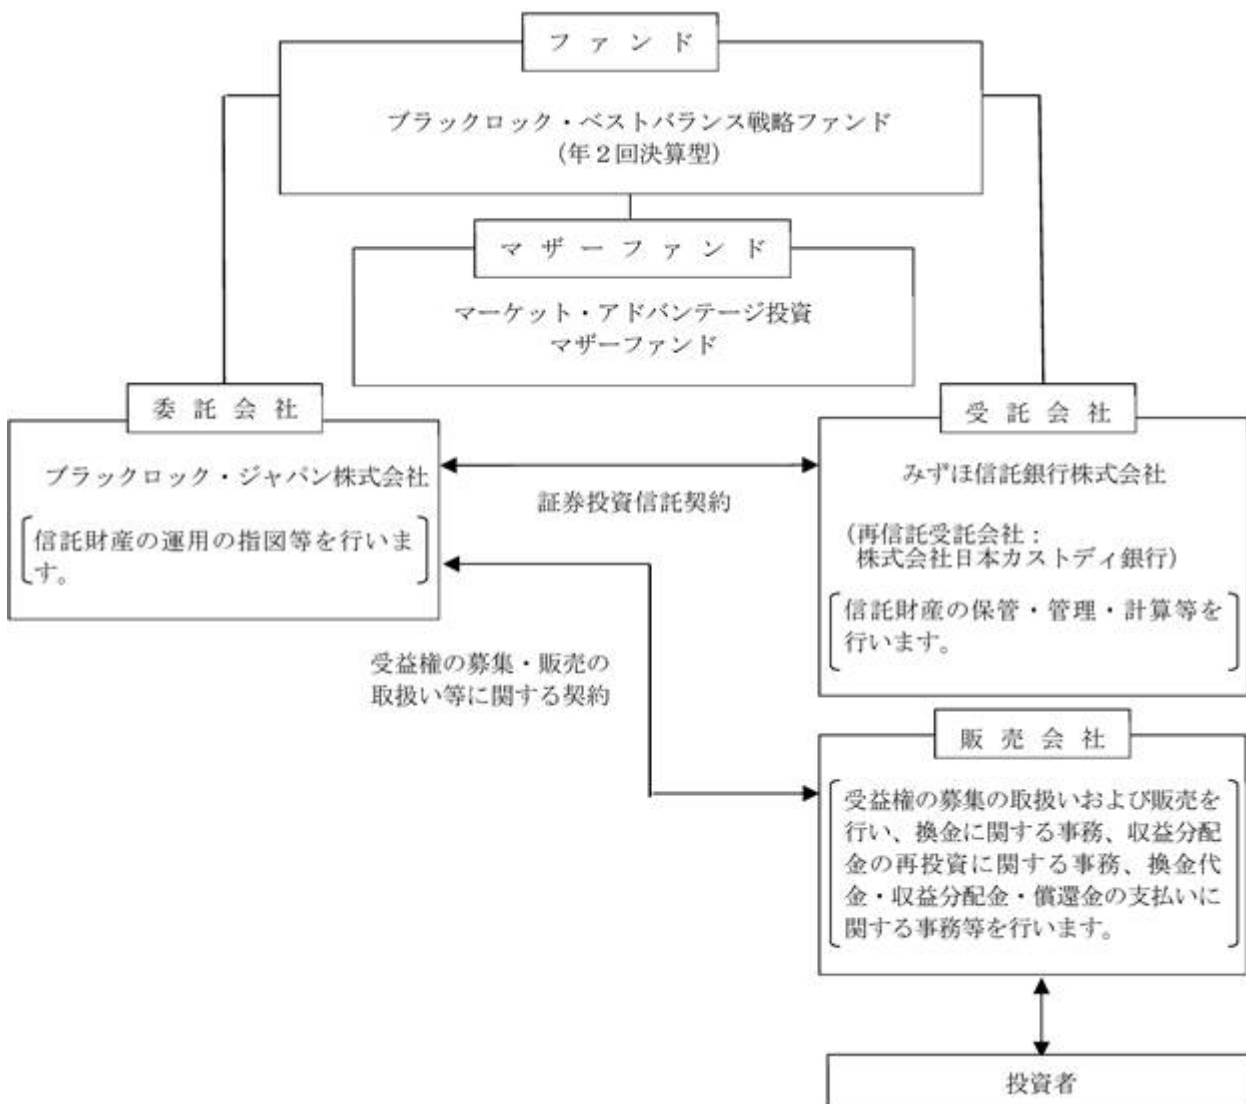 ファンド
ブラックロック・ベストバランス戦略ファンド
(年２回決算型)
マザーファンド
マーケット・アドバンテージ投資
マザーファンド
委託会社
ブラックロック・ジャパン株式会社
信託財産の運用の指図等を行いま
す。
証券投資信託契約
受託会社
みずほ信託銀行株式会社
(再信託受託会社：
株式会社日本カストディ銀行)
信託財産の保管・管理・計算等を
行います。
受益権の募集・販売の
取扱い等に関する契約
販売会社
受益権の募集の取扱いおよび販売を
行い、換金に関する事務、収益分配
金の再投資に関する事務、換金代
金・収益分配金・償還金の支払いに
関する事務等を行います。
投資者